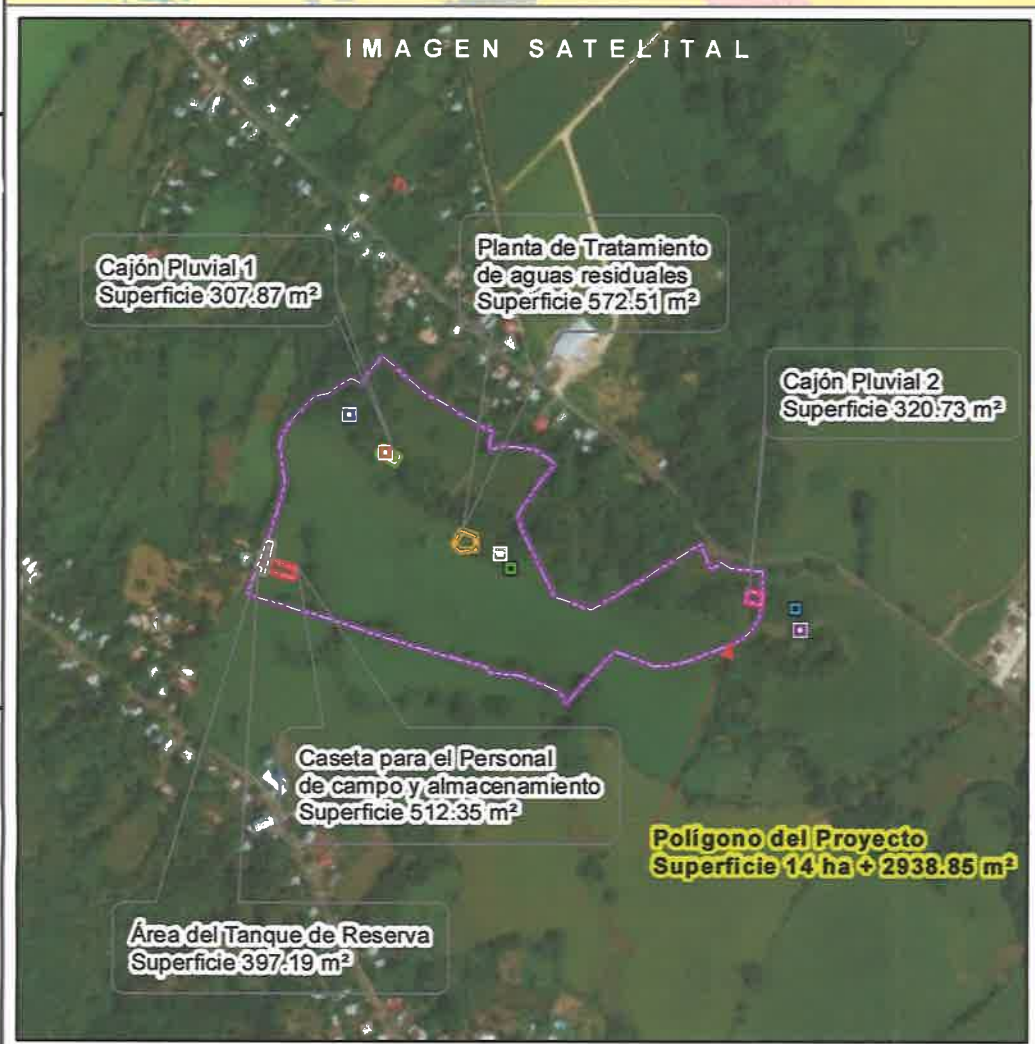 IMAGEN SATELITAL
Cajón Pluvial 1
Superficie 307.87 m²
Planta de Tratamiento
de aguas residuales
Superficie 572.51 m²
Cajón Pluvial 2
Superficie 320.73 m²
Caseta para el Personal
de campo y almacenamiento
Superficie 512.35 m²
Polígono del Proyecto
Superficie 14 ha + 2938.85 m²
Área del Tanque de Reserva
Superficie 397.19 m²